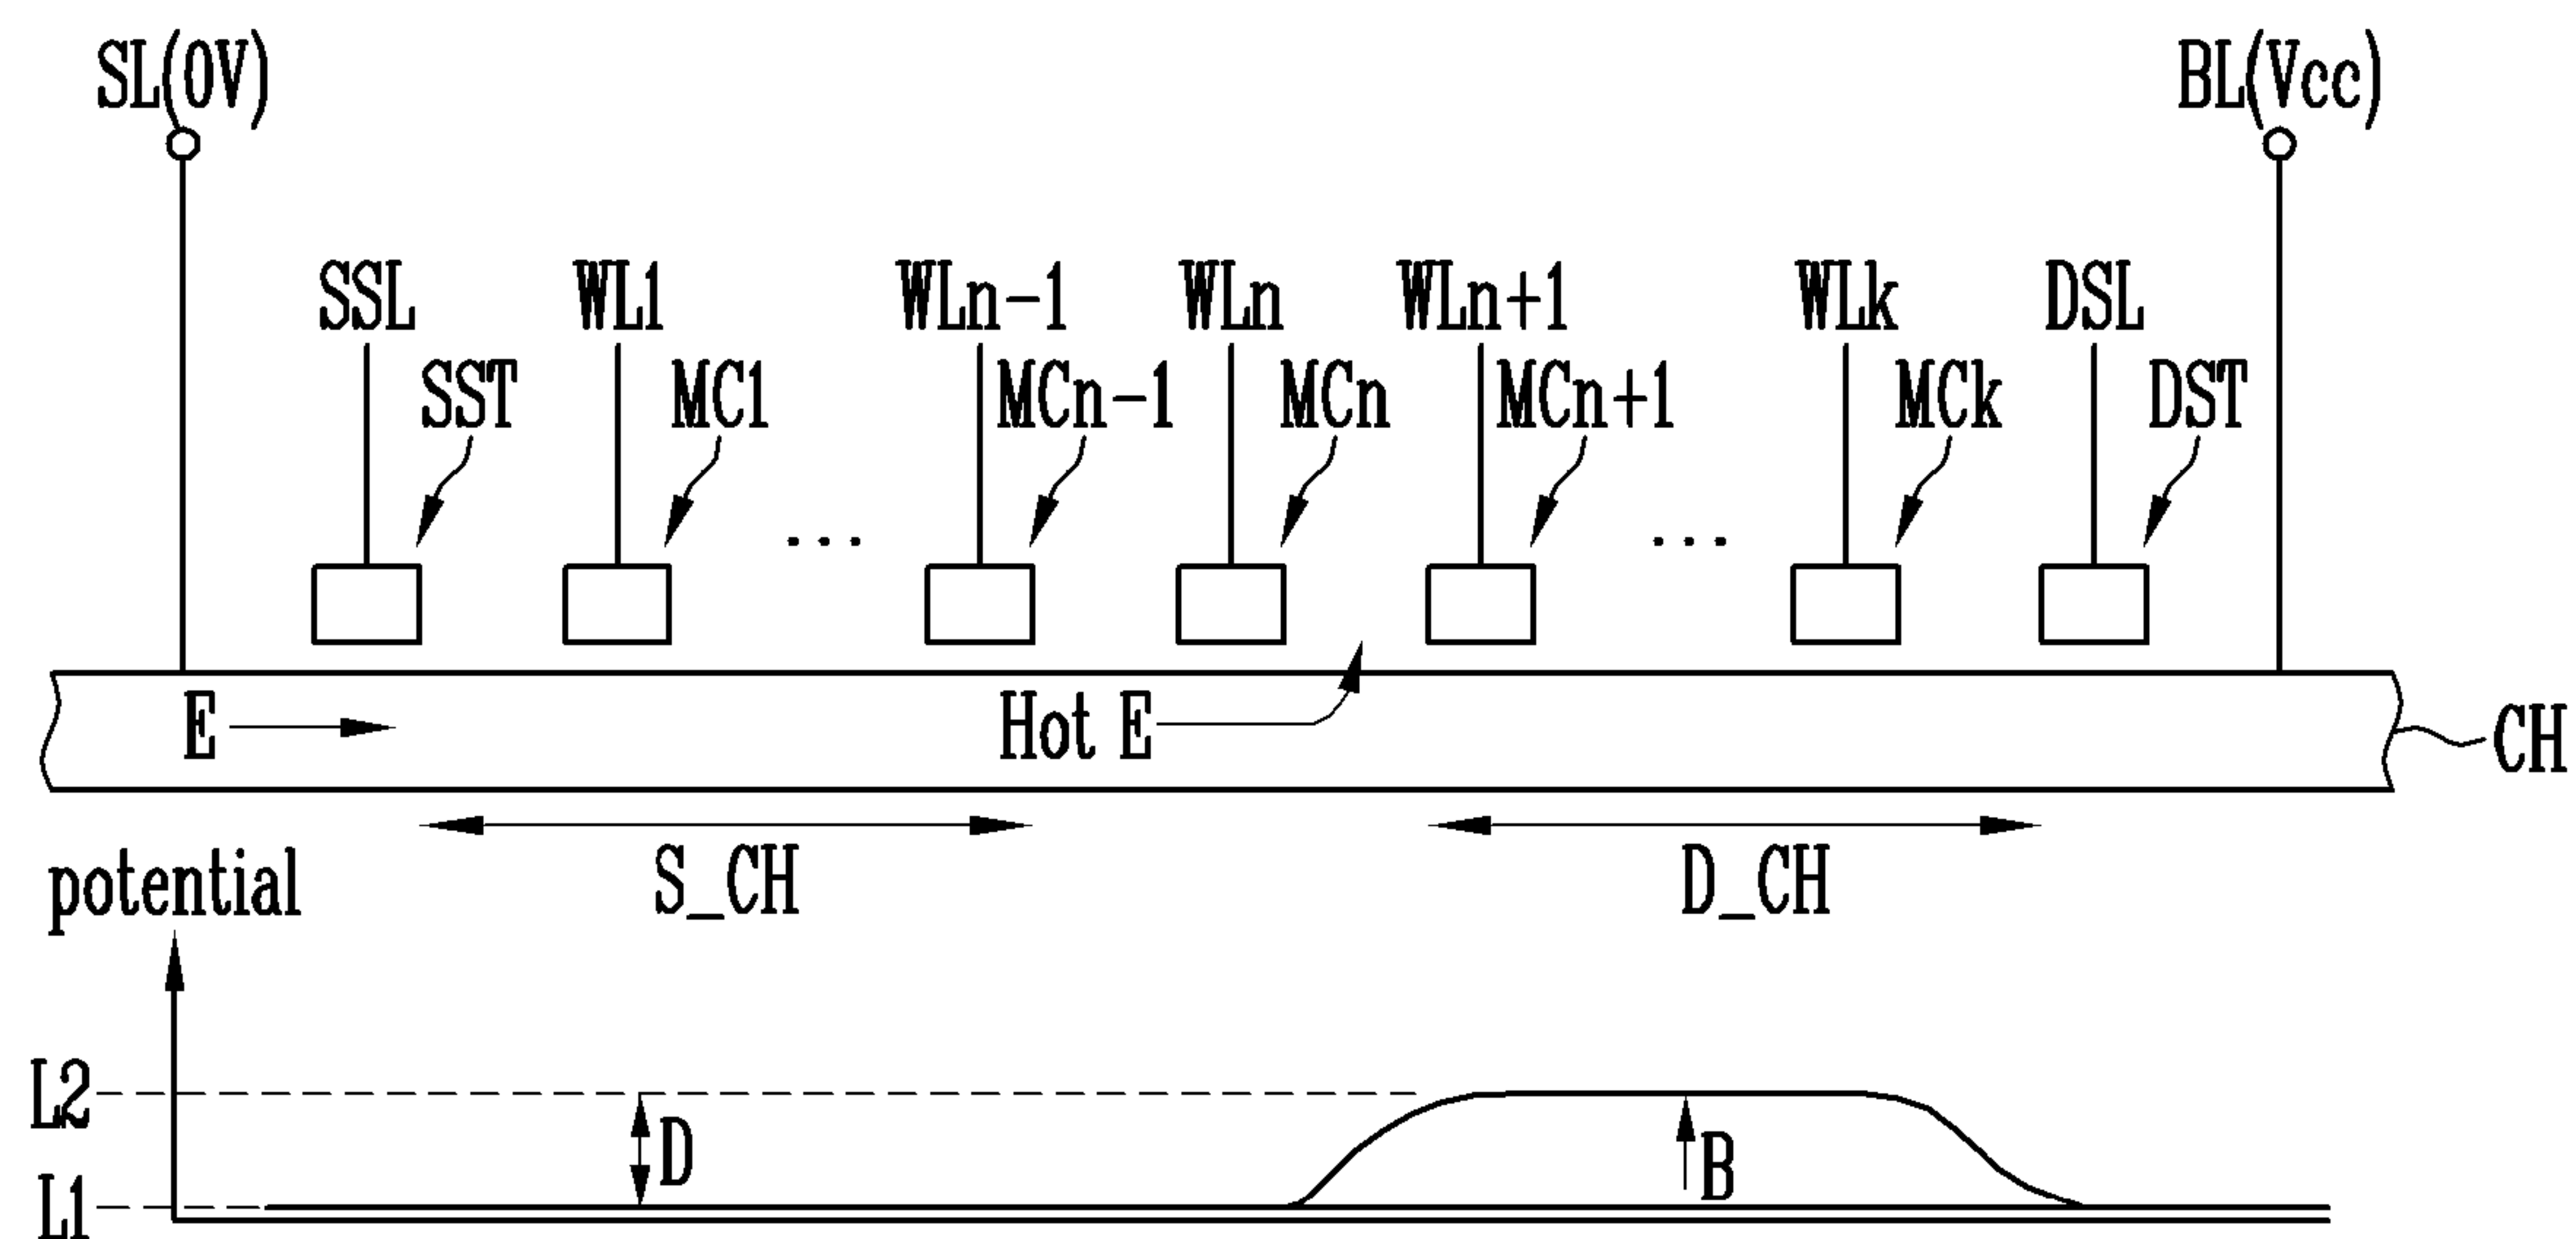 SL(0V) BL(Vcc)
SSL WL1 WLn-1 WLn WLn+1 WLk DSL
SST MC1 MCn-1 MCn MCn+1 MCk DST
... ...
E Hot E CH
S_CH D_CH
potential
L2
D B
L1